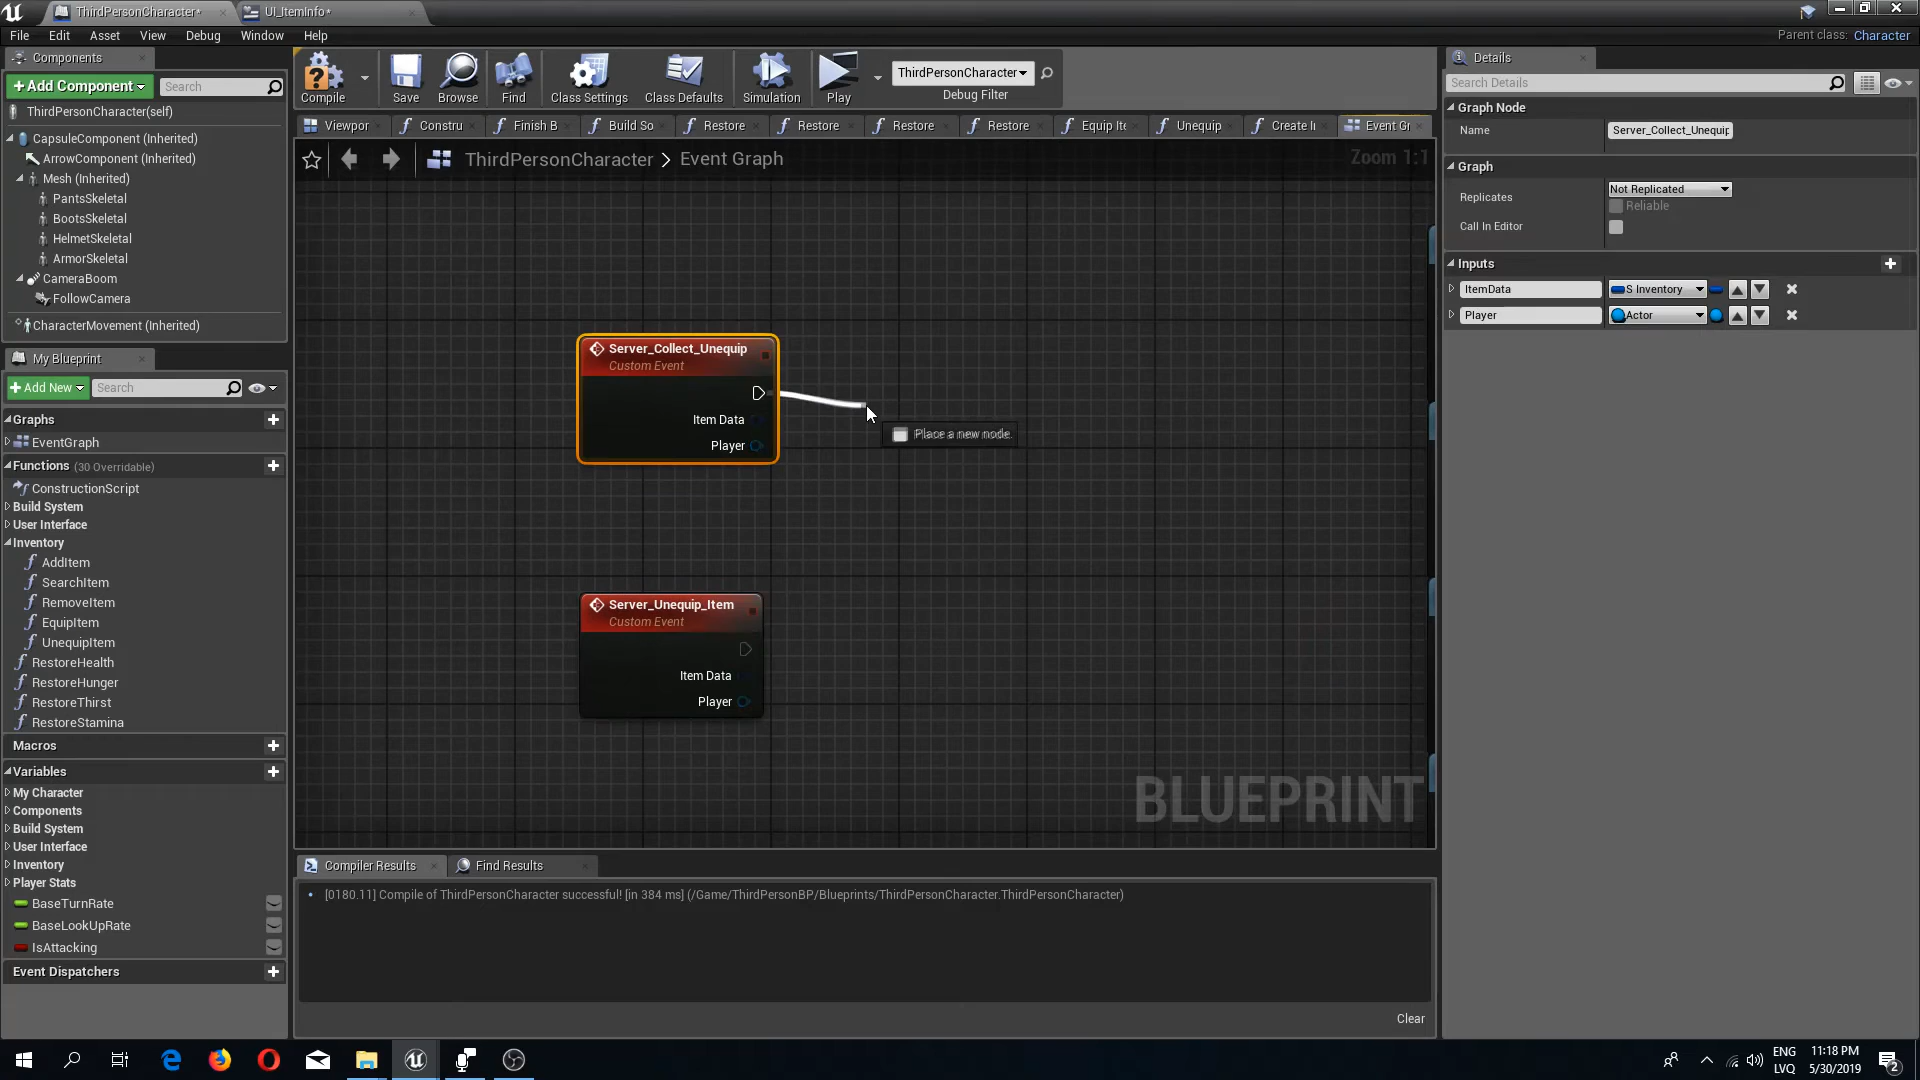 ThirdPersonCharacter*
UI_ItemInfo*
File
Edit
Asset
View
Debug
Window
Help
Parent class: Character
Components
+Add Component
Search
ThirdPersonCharacter(self)
CapsuleComponent (Inherited)
ArrowComponent (Inherited)
Mesh (Inherited)
PantsSkeletal
BootsSkeletal
HelmetSkeletal
ArmorSkeletal
CameraBoom
FollowCamera
CharacterMovement (Inherited)
My Blueprint
+Add New
Search
Graphs
EventGraph
Functions (30 Overridable)
ConstructionScript
Build System
User Interface
Inventory
AddItem
SearchItem
RemoveItem
EquipItem
UnequipItem
RestoreHealth
RestoreHunger
RestoreThirst
RestoreStamina
Macros
Variables
My Character
Components
Build System
User Interface
Inventory
Player Stats
BaseTurnRate
BaseLookUpRate
IsAttacking
Event Dispatchers
Compile
Save
Browse
Find
Class Settings
Class Defaults
Simulation
Play
ThirdPersonCharacter
Debug Filter
Viewpor
Constru
Finish B
Build So
Restore
Restore
Restore
Restore
Equip Ite
Unequip
Create I
Event Gr
ThirdPersonCharacter > Event Graph
Zoom 1:1
Server_Collect_Unequip
Custom Event
Item Data
Player
Place a new node.
Server_Unequip_Item
Custom Event
Item Data
Player
BLUEPRINT
Compiler Results
Find Results
[0180.11] Compile of ThirdPersonCharacter successful! [in 384 ms] (/Game/ThirdPersonBP/Blueprints/ThirdPersonCharacter.ThirdPersonCharacter)
Clear
Details
Search Details
Graph Node
Name
Server_Collect_Unequip
Graph
Replicates
Not Replicated
Reliable
Call In Editor
Inputs
ItemData
S Inventory
Player
Actor
ENG
LVQ
11:18 PM
5/30/2019
2